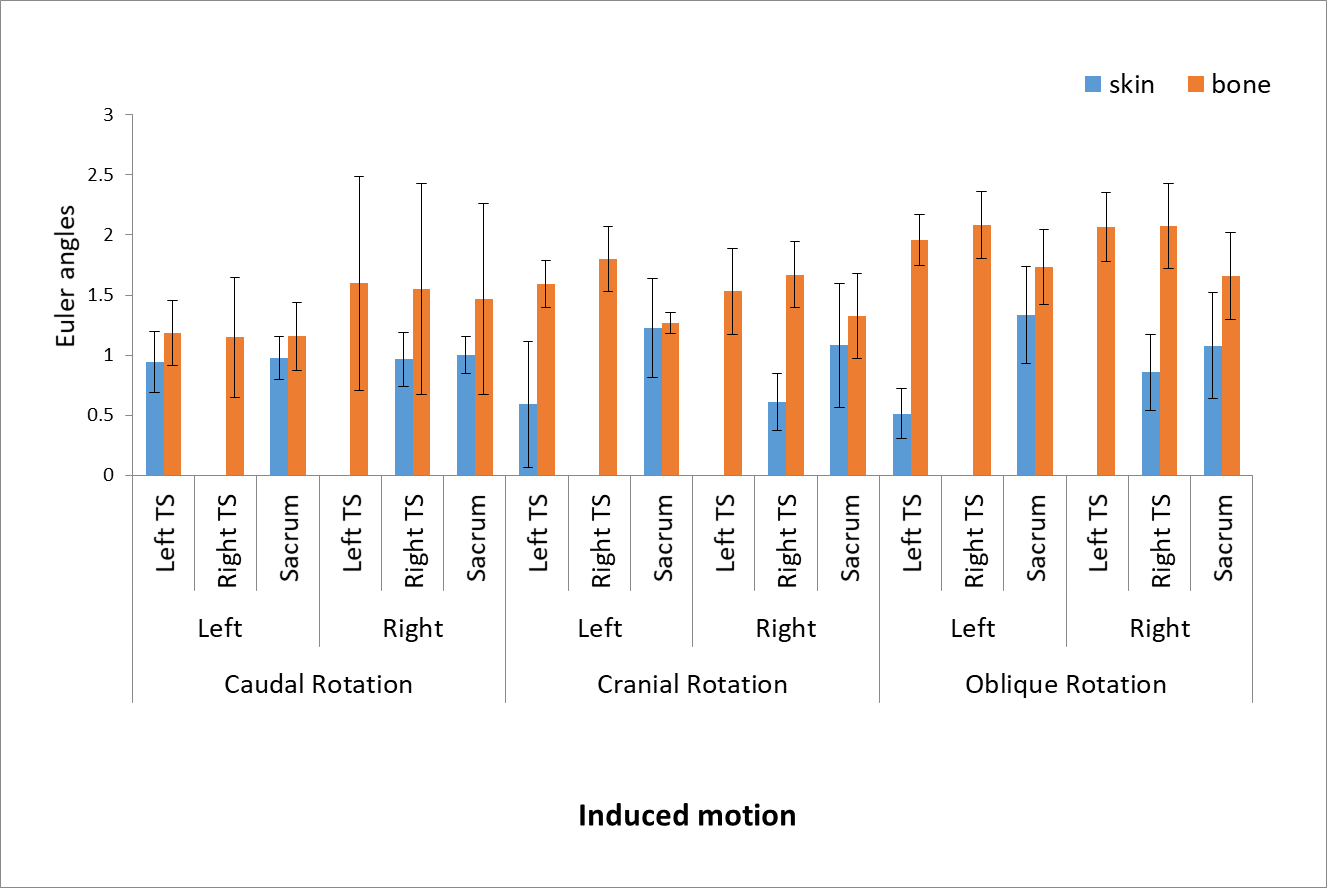 skin bone
3
2.5
2
1.5
1
0.5
0
Euler angles
Left TS Right TS Sacrum Left TS Right TS Sacrum Left TS Right TS Sacrum Left TS Right TS Sacrum Left TS Right TS Sacrum Left TS Right TS Sacrum
Left Right Left Right Left Right
Caudal Rotation Cranial Rotation Oblique Rotation
Induced motion